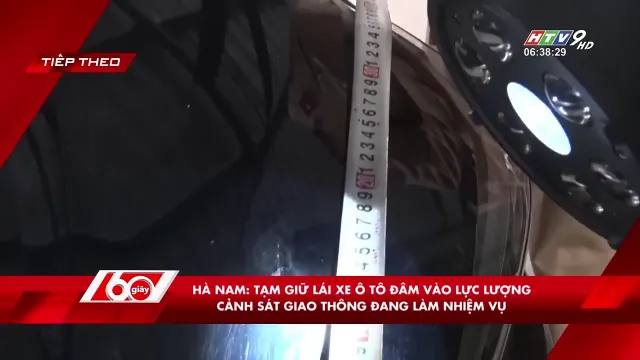 TIẾP THEO
HTV9 HD
06:38:29
60 giây
HÀ NAM: TẠM GIỮ LÁI XE Ô TÔ ĐÂM VÀO LỰC LƯỢNG
CẢNH SÁT GIAO THÔNG ĐANG LÀM NHIỆM VỤ